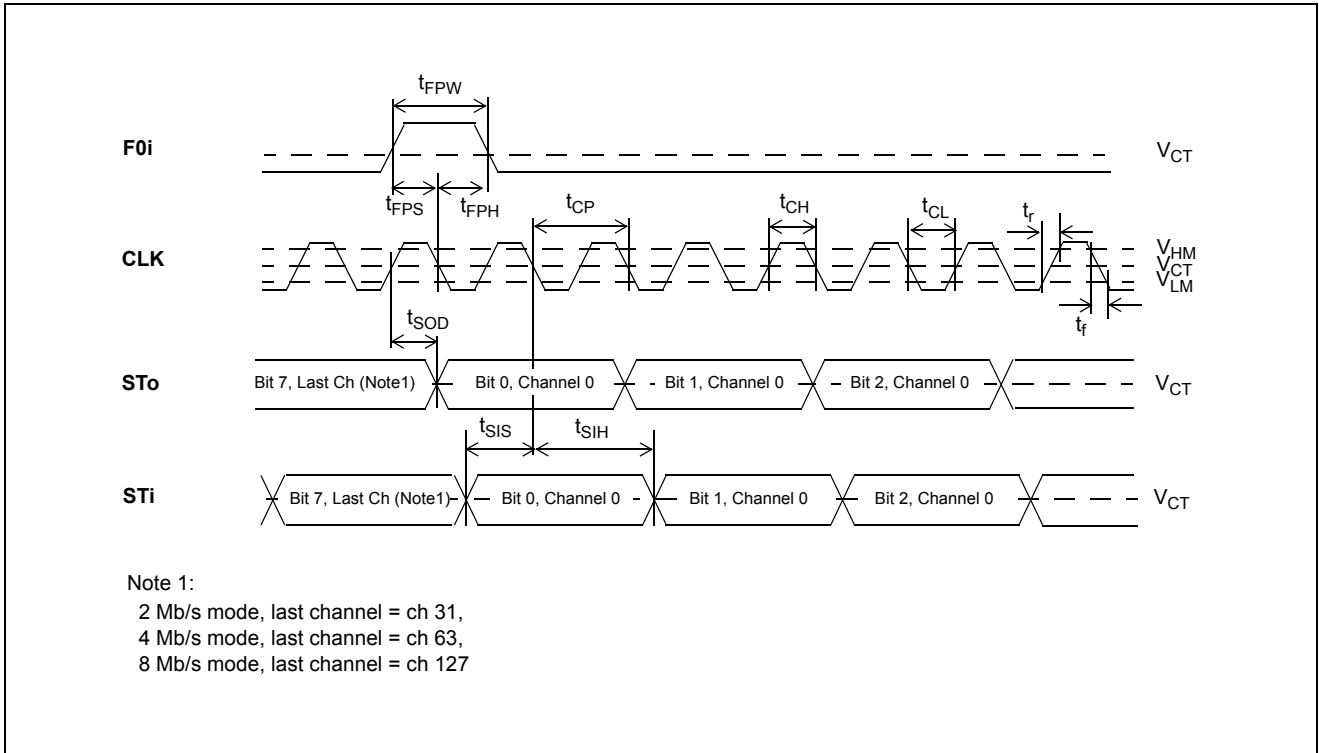 tFPW
F0i
VCT
tFPS
tFPH
tCP
tCH
tCL
tr
CLK
VHM
VCT
VLM
tSOD
tf
STo
Bit 7, Last Ch (Note1)
Bit 0, Channel 0
Bit 1, Channel 0
Bit 2, Channel 0
VCT
tSIS
tSIH
STi
Bit 7, Last Ch (Note1)
Bit 0, Channel 0
Bit 1, Channel 0
Bit 2, Channel 0
VCT
Note 1:
2 Mb/s mode, last channel = ch 31,
4 Mb/s mode, last channel = ch 63,
8 Mb/s mode, last channel = ch 127